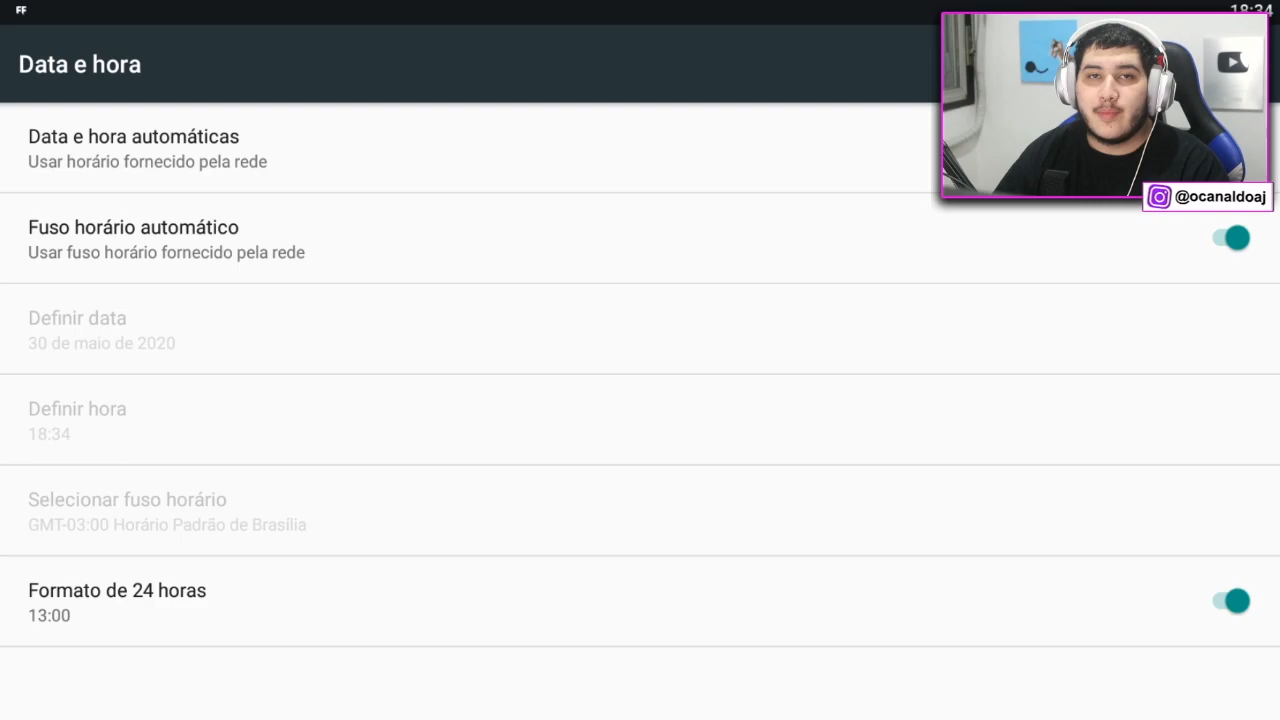 FF
18:34
Data e hora
Data e hora automáticas
Usar horário fornecido pela rede
@ocanaldoaj
Fuso horário automático
Usar fuso horário fornecido pela rede
Definir data
30 de maio de 2020
Definir hora
18:34
Selecionar fuso horário
GMT-03:00 Horário Padrão de Brasília
Formato de 24 horas
13:00